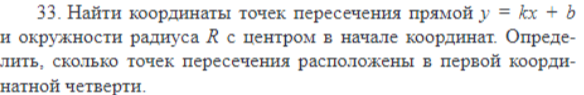 33. Найти координаты точек пересечения прямой y = kx + b
и окружности радиуса R с центром в начале координат. Опреде-
лить, сколько точек пересечения расположены в первой коорди-
натной четверти.